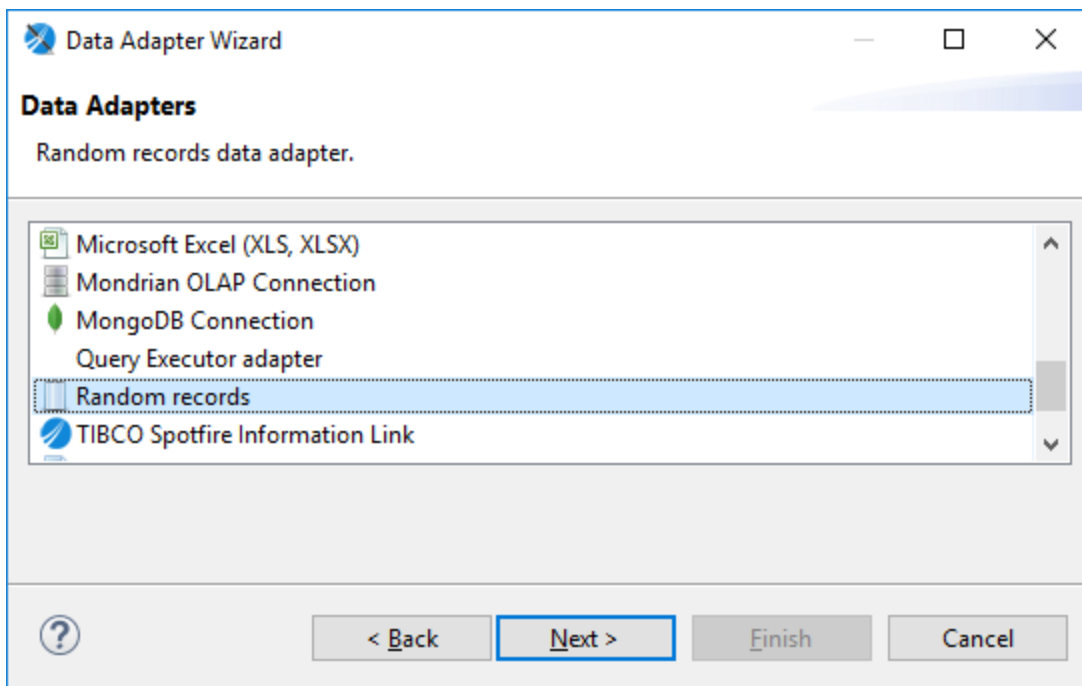 Data Adapter Wizard
Data Adapters
Random records data adapter.
Microsoft Excel (XLS, XLSX)
Mondrian OLAP Connection
MongoDB Connection
Query Executor adapter
Random records
TIBCO Spotfire Information Link
? < Back Next > Finish Cancel